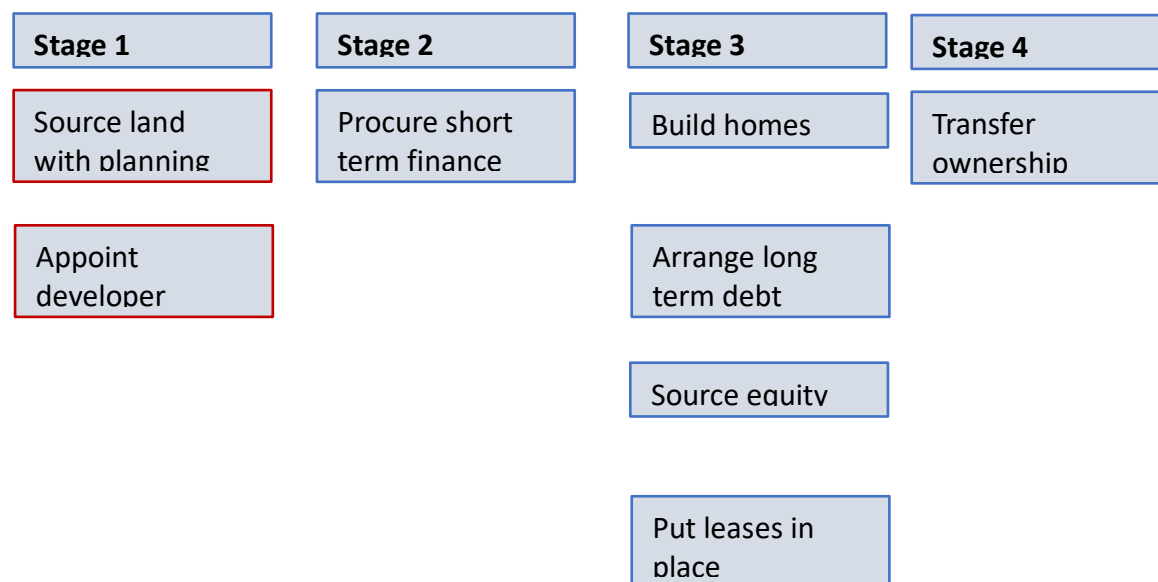 Stage 1
Stage 2
Stage 3
Stage 4
Source land
with planning
Procure short
term finance
Build homes
Transfer
ownership
Appoint
developer
Arrange long
term debt
Source equity
Put leases in
place